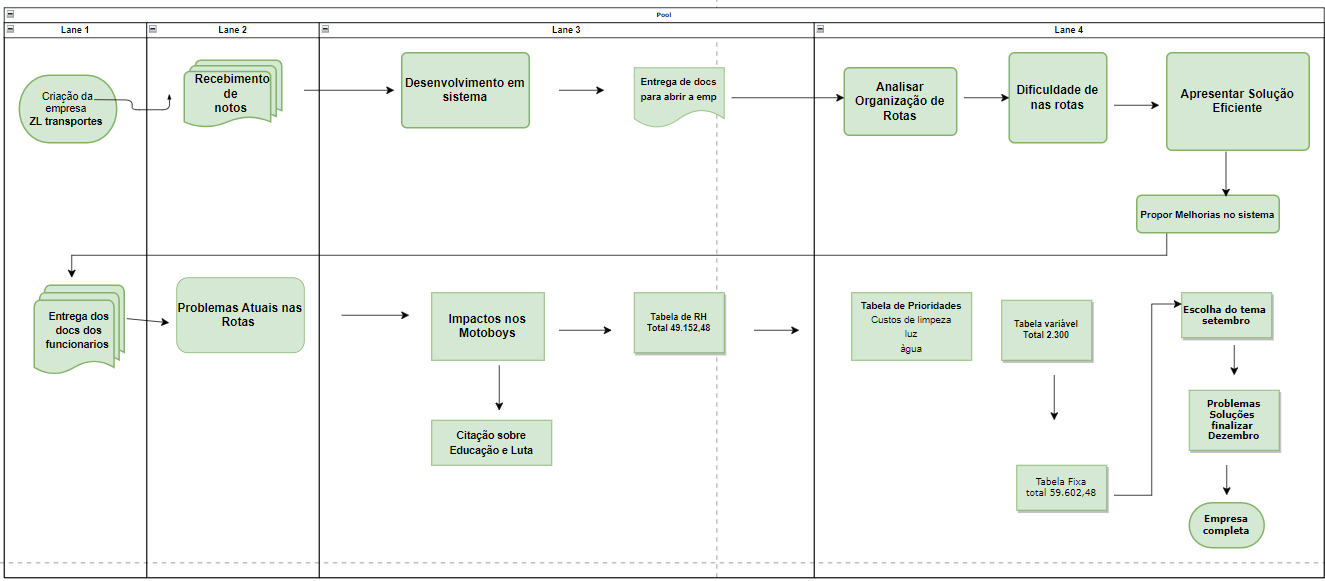 Pool
Lane 1
Lane 2
Lane 3
Lane 4
Criação da
empresa
ZL transportes
Recebimento
de
notos
Desenvolvimento em
sistema
Entrega de docs
para abrir a emp
Analisar
Organização de
Rotas
Dificuldade de
nas rotas
Apresentar Solução
Eficiente
Propor Melhorias no sistema
Entrega dos
docs dos
funcionarios
Problemas Atuais nas
Rotas
Impactos nos
Motoboys
Citação sobre
Educação e Luta
Tabela de RH
Total 49.152,48
Tabela de Prioridades
Custos de limpeza
luz
àgua
Tabela variável
Total 2.300
Tabela Fixa
total 59.602,48
Escolha do tema
setembro
Problemas
Soluções
finalizar
Dezembro
Empresa
completa